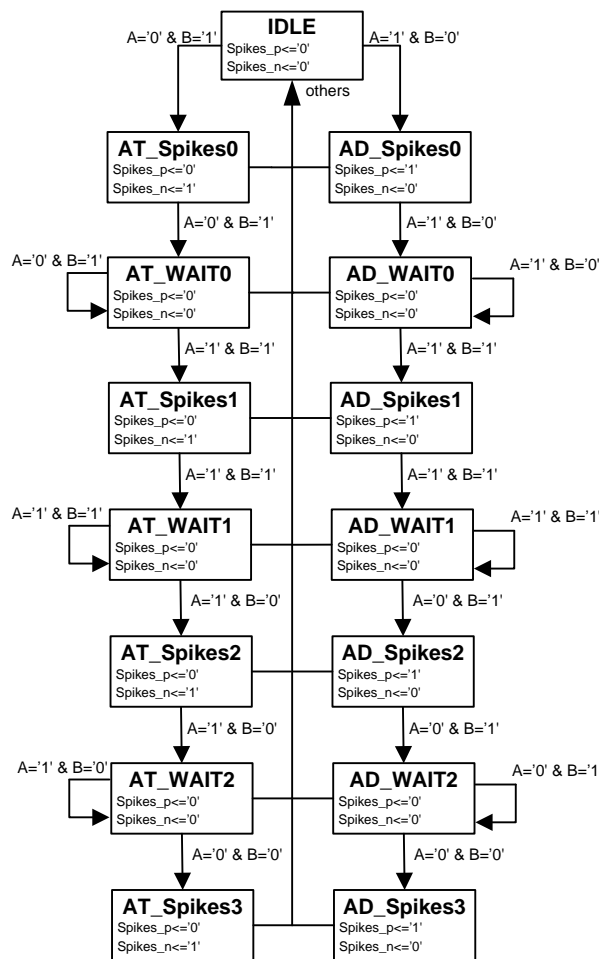 IDLE
Spikes_p<='0'
Spikes_n<='0'
A='0' & B='1'
A='1' & B='0'
others
AT_Spikes0
Spikes_p<='0'
Spikes_n<='1'
AD_Spikes0
Spikes_p<='1'
Spikes_n<='0'
A='0' & B='1'
A='1' & B='0'
A='0' & B='1'
AT_WAIT0
Spikes_p<='0'
Spikes_n<='0'
AD_WAIT0
Spikes_p<='0'
Spikes_n<='0'
A='1' & B='0'
A='1' & B='1'
A='1' & B='1'
AT_Spikes1
Spikes_p<='0'
Spikes_n<='1'
AD_Spikes1
Spikes_p<='1'
Spikes_n<='0'
A='1' & B='1'
A='1' & B='1'
A='1' & B='1'
AT_WAIT1
Spikes_p<='0'
Spikes_n<='0'
AD_WAIT1
Spikes_p<='0'
Spikes_n<='0'
A='1' & B='1'
A='1' & B='0'
A='0' & B='1'
AT_Spikes2
Spikes_p<='0'
Spikes_n<='1'
AD_Spikes2
Spikes_p<='1'
Spikes_n<='0'
A='1' & B='0'
A='0' & B='1'
A='1' & B='0'
AT_WAIT2
Spikes_p<='0'
Spikes_n<='0'
AD_WAIT2
Spikes_p<='0'
Spikes_n<='0'
A='0' & B='1
A='0' & B='0'
A='0' & B='0'
AT_Spikes3
Spikes_p<='0'
Spikes_n<='1'
AD_Spikes3
Spikes_p<='1'
Spikes_n<='0'